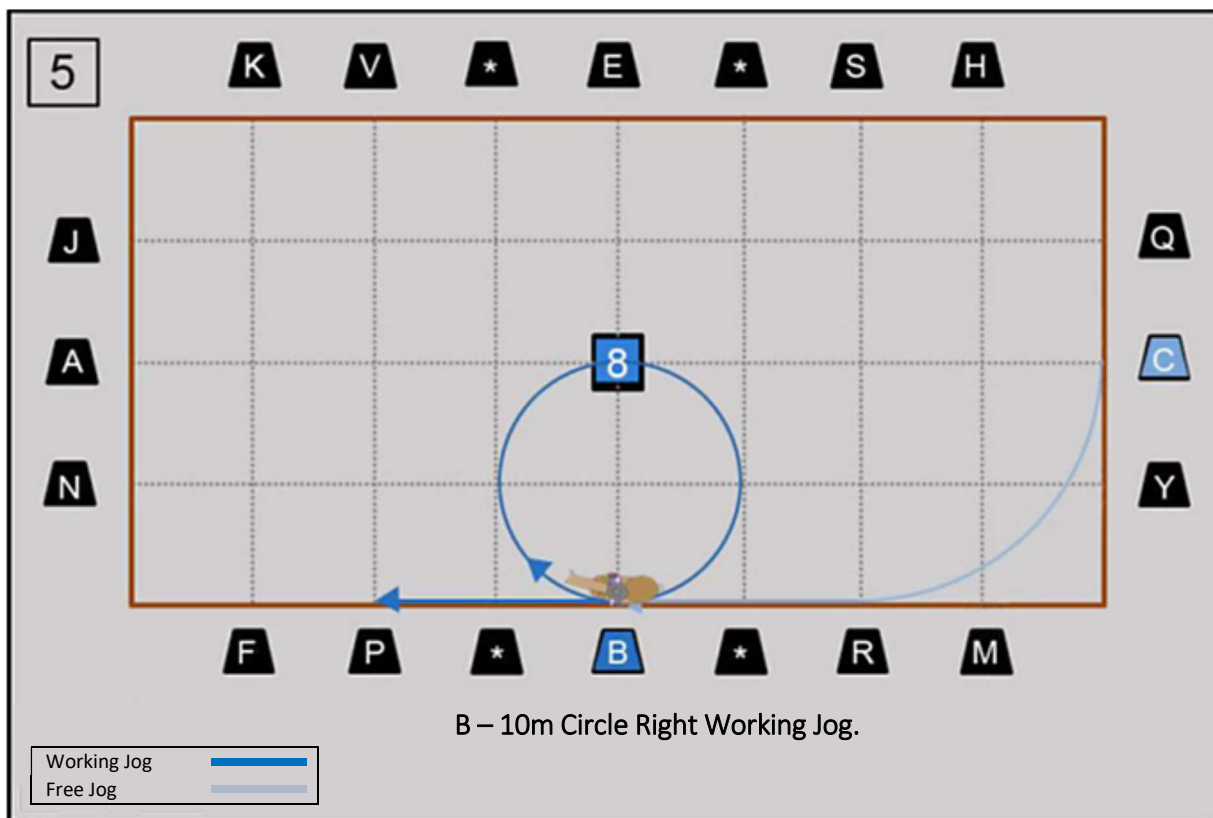 5
K V * E * S H
J Q
8
A C
N Y
F P * B * R M
B – 10m Circle Right Working Jog.
Working Jog
Free Jog